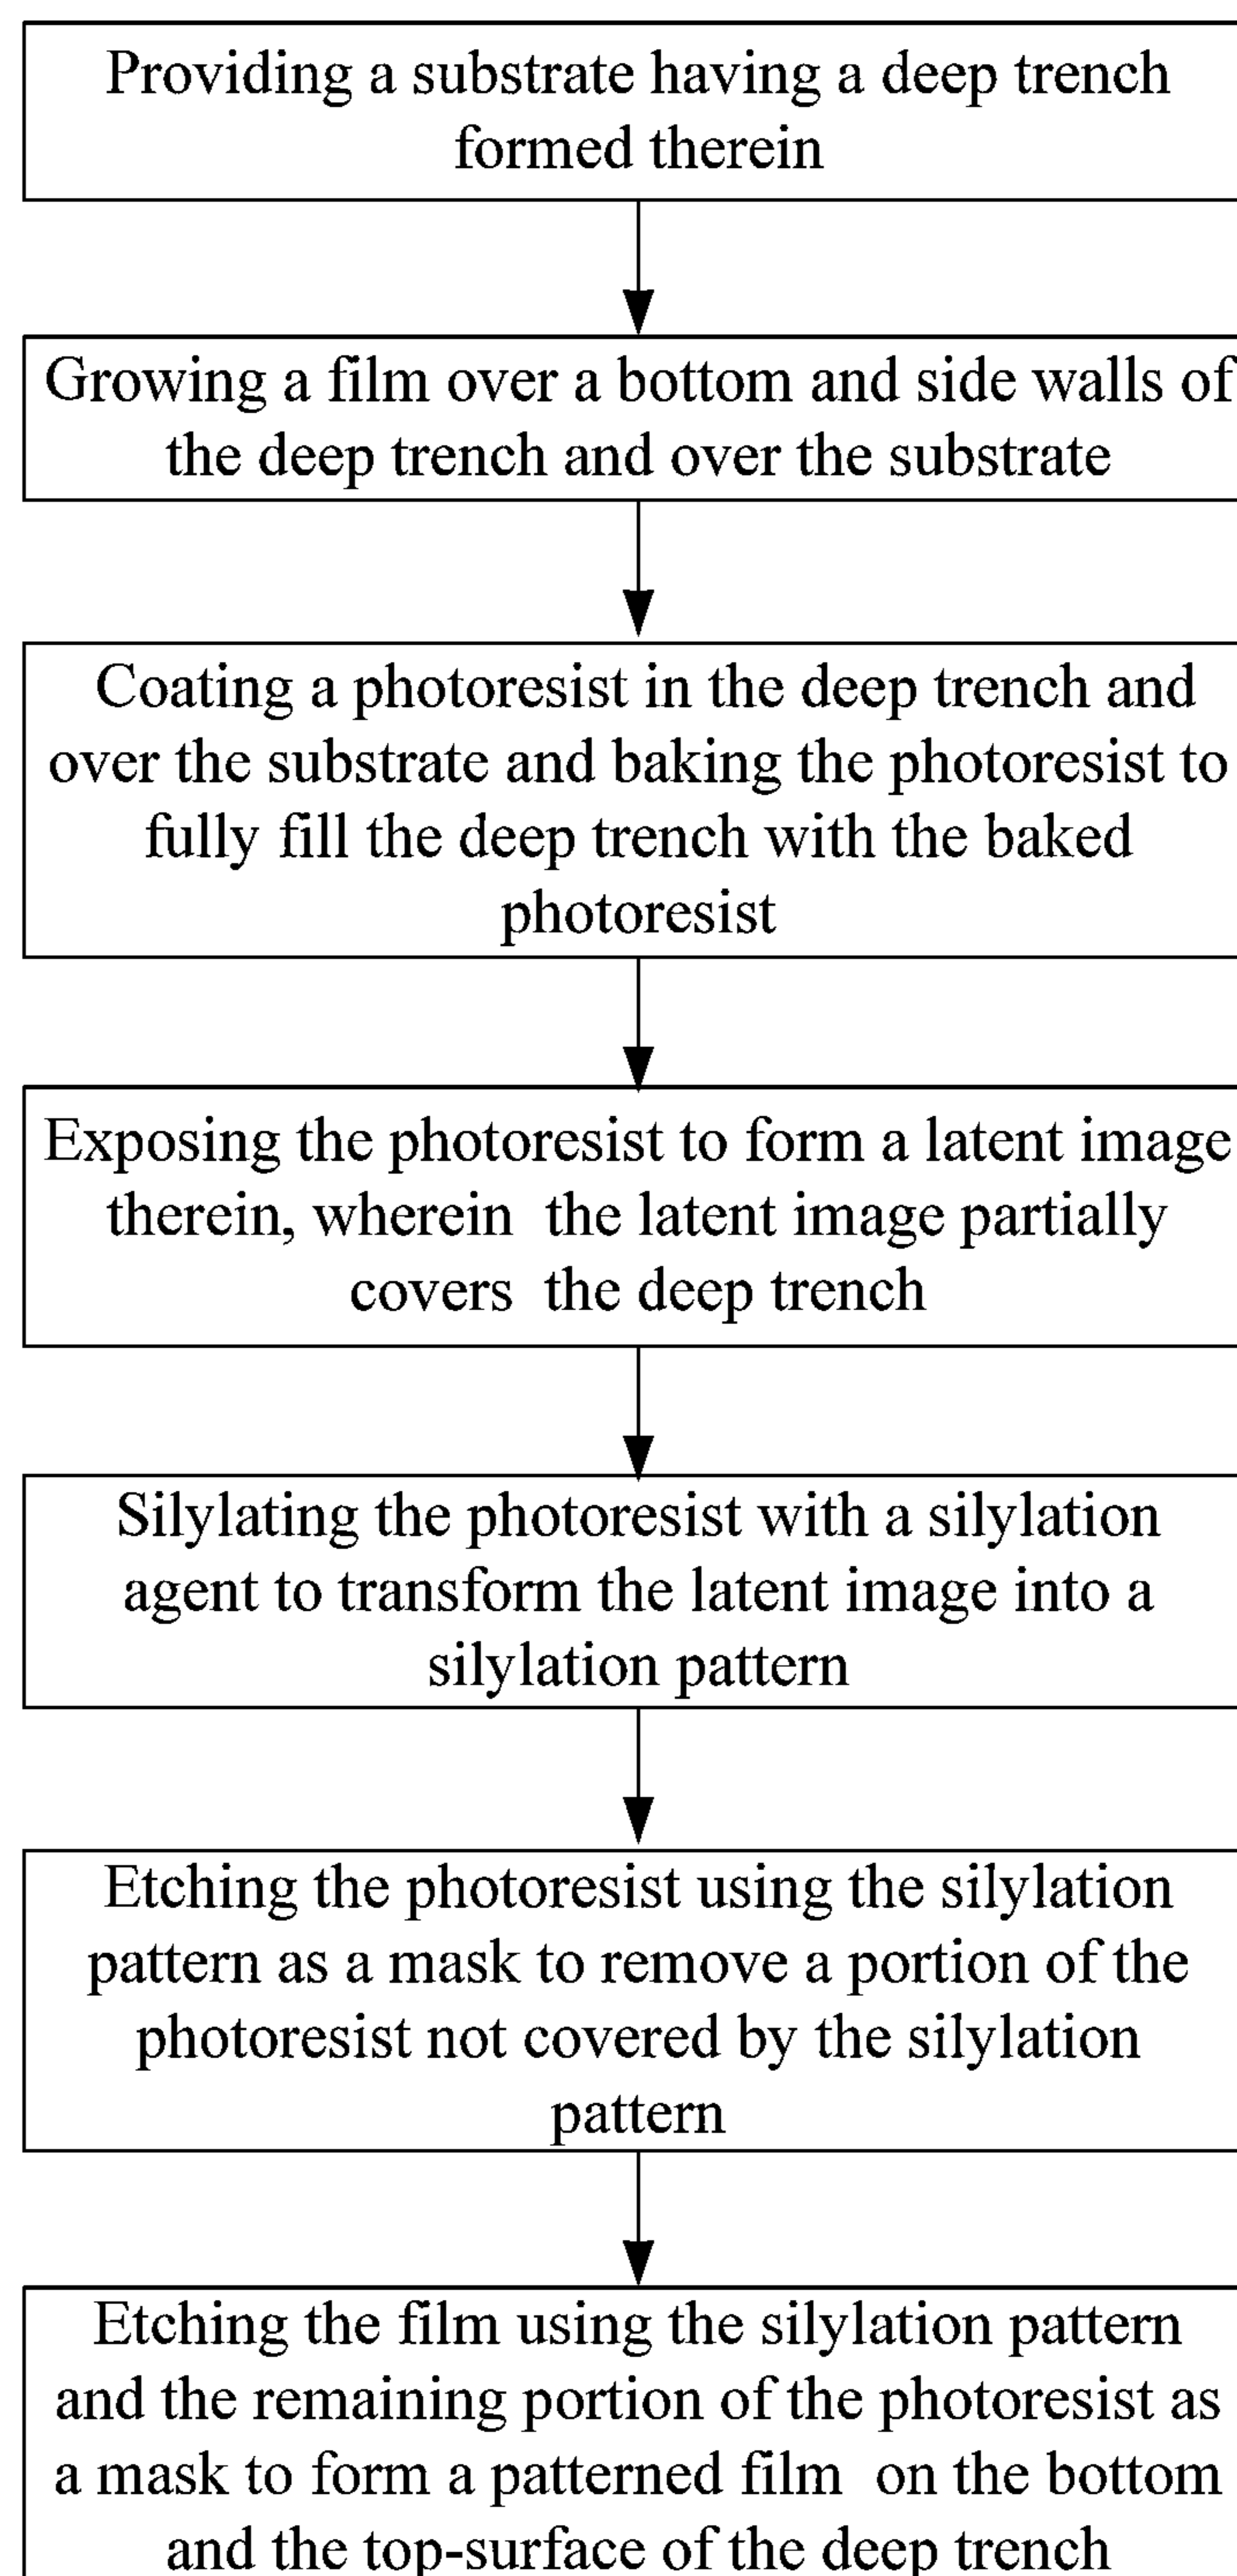 Providing a substrate having a deep trench
formed therein
Growing a film over a bottom and side walls of
the deep trench and over the substrate
Coating a photoresist in the deep trench and
over the substrate and baking the photoresist to
fully fill the deep trench with the baked
photoresist
Exposing the photoresist to form a latent image
therein, wherein the latent image partially
covers the deep trench
Silylating the photoresist with a silylation
agent to transform the latent image into a
silylation pattern
Etching the photoresist using the silylation
pattern as a mask to remove a portion of the
photoresist not covered by the silylation
pattern
Etching the film using the silylation pattern
and the remaining portion of the photoresist as
a mask to form a patterned film on the bottom
and the top-surface of the deep trench